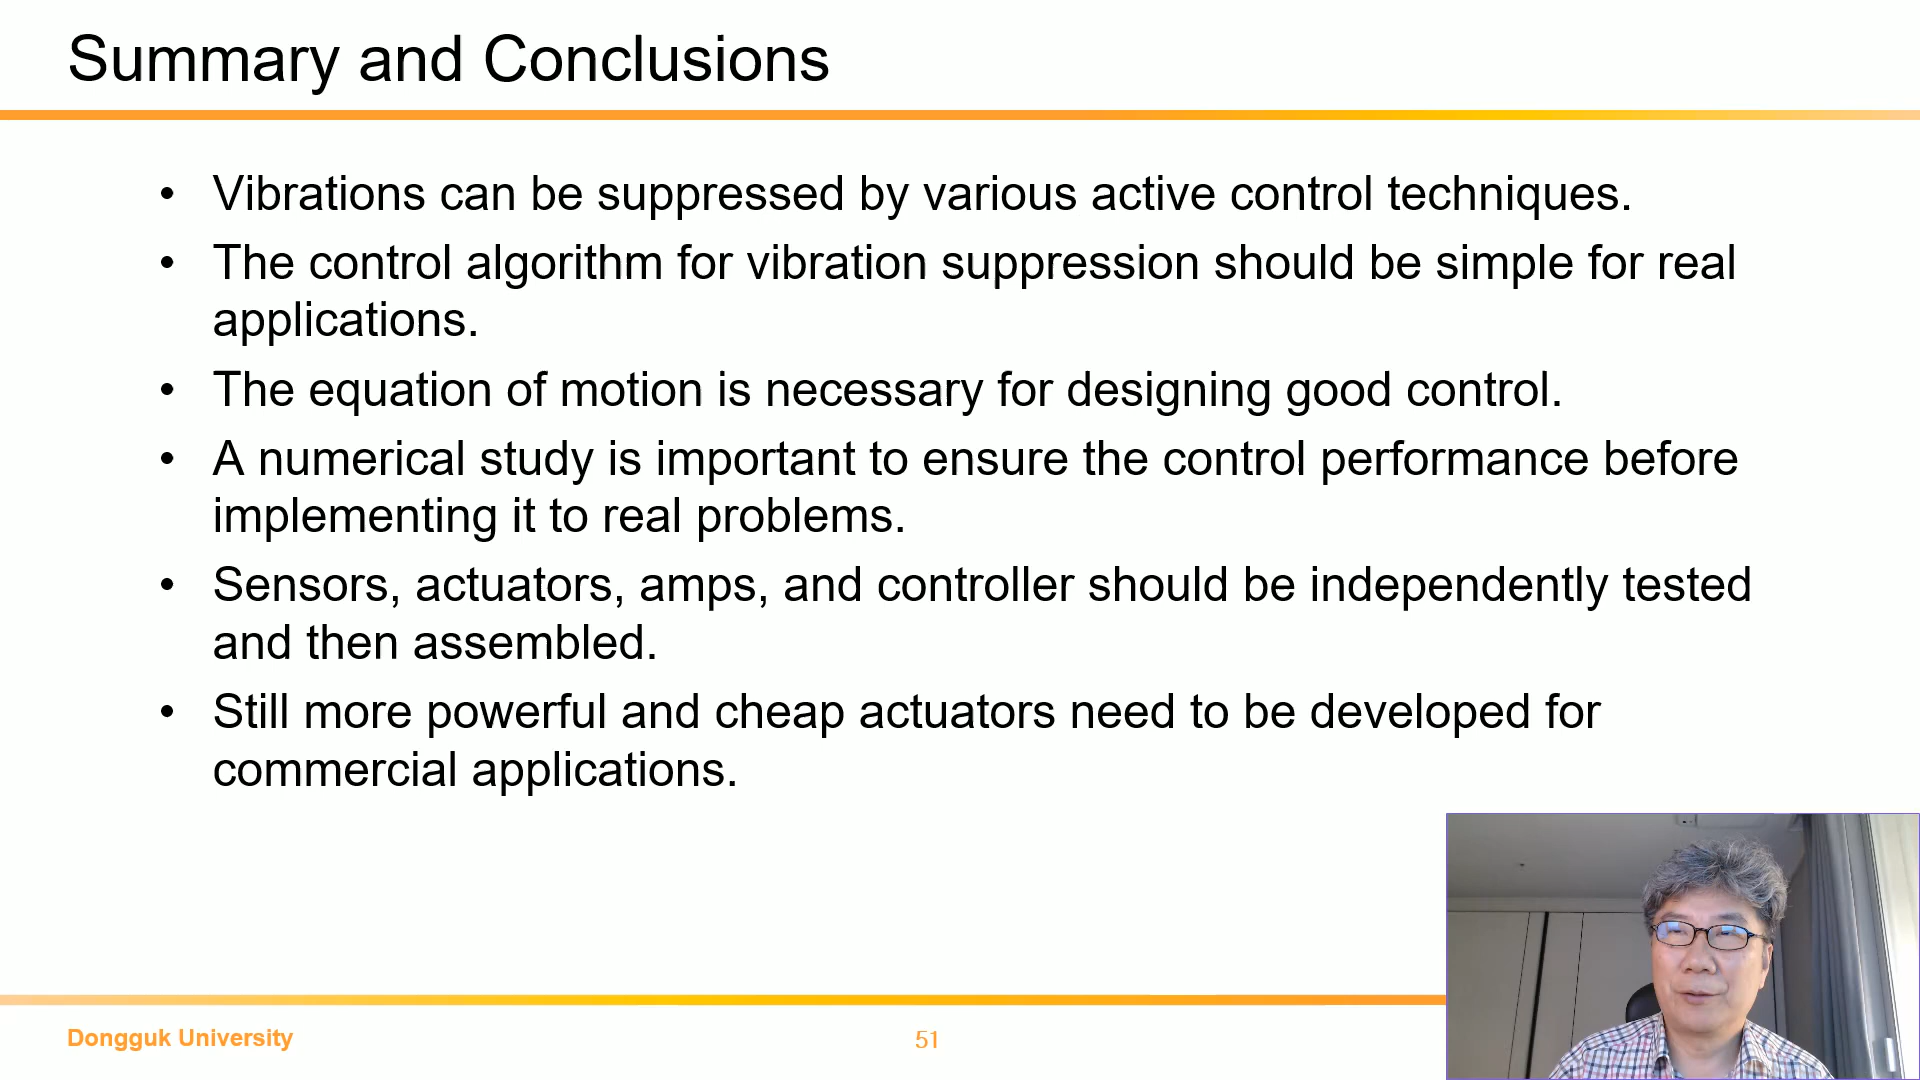 Summary and Conclusions
• Vibrations can be suppressed by various active control techniques.
• The control algorithm for vibration suppression should be simple for real
applications.
• The equation of motion is necessary for designing good control.
• A numerical study is important to ensure the control performance before
implementing it to real problems.
• Sensors, actuators, amps, and controller should be independently tested
and then assembled.
• Still more powerful and cheap actuators need to be developed for
commercial applications.
Dongguk University
51